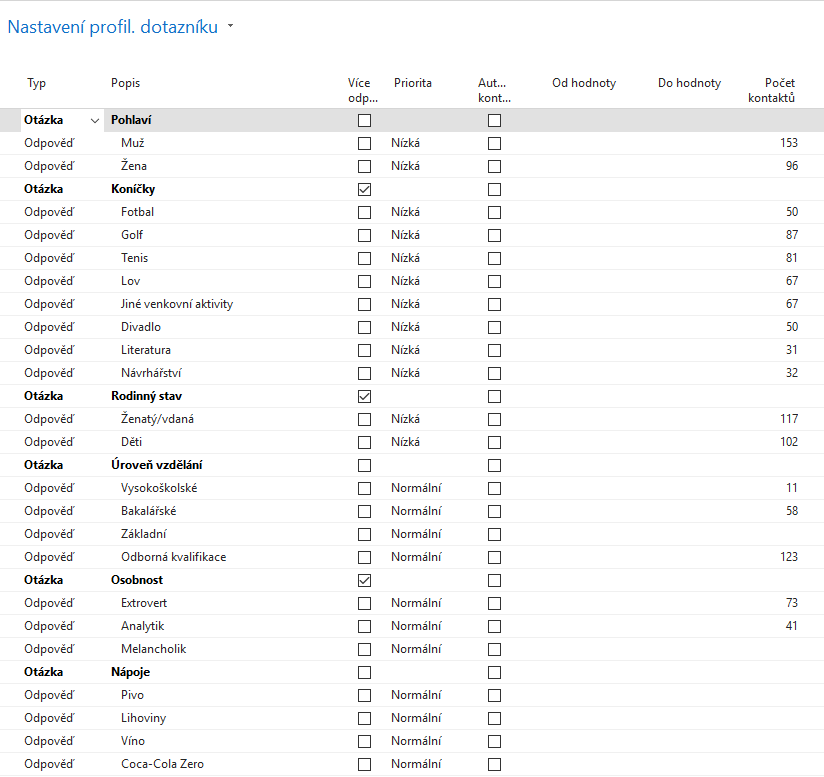 Nastavení profil. dotazníku
Typ Popis Více odp... Priorita Aut... kont... Od hodnoty Do hodnoty Počet kontaktů
Otázka Pohlaví
Odpověď Muž Nízká 153
Odpověď Žena Nízká 96
Otázka Koníčky
Odpověď Fotbal Nízká 50
Odpověď Golf Nízká 87
Odpověď Tenis Nízká 81
Odpověď Lov Nízká 67
Odpověď Jiné venkovní aktivity Nízká 67
Odpověď Divadlo Nízká 50
Odpověď Literatura Nízká 31
Odpověď Návrhářství Nízká 32
Otázka Rodinný stav
Odpověď Ženatý/vdaná Nízká 117
Odpověď Děti Nízká 102
Otázka Úroveň vzdělání
Odpověď Vysokoškolské Normální 11
Odpověď Bakalářské Normální 58
Odpověď Základní Normální
Odpověď Odborná kvalifikace Normální 123
Otázka Osobnost
Odpověď Extrovert Normální 73
Odpověď Analytik Normální 41
Odpověď Melancholik Normální
Otázka Nápoje
Odpověď Pivo Normální
Odpověď Lihoviny Normální
Odpověď Víno Normální
Odpověď Coca-Cola Zero Normální